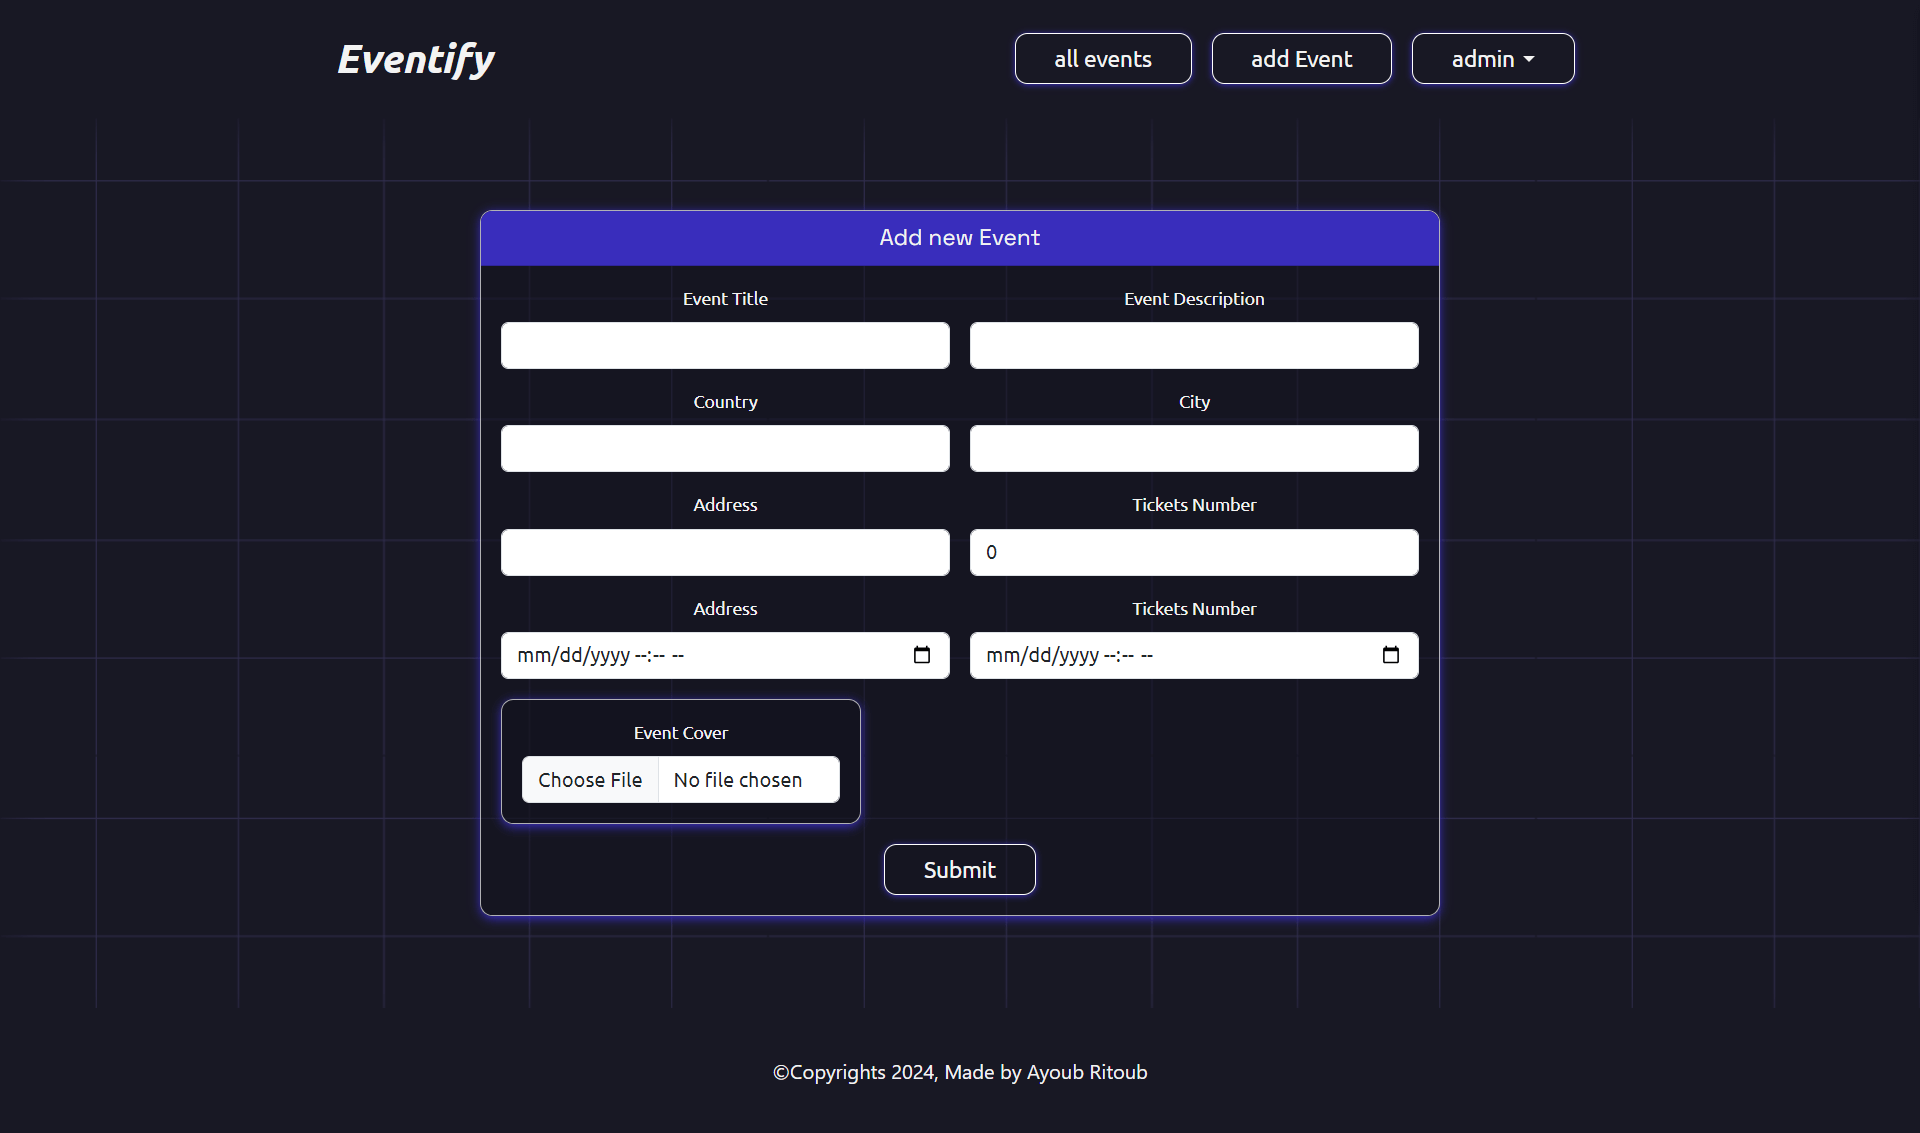 Eventify
all events
add Event
admin
Add new Event
Event Title
Event Description
Country
City
Address
Tickets Number
0
Address
Tickets Number
mm/dd/yyyy --:-- --
mm/dd/yyyy --:-- --
Event Cover
Choose File
No file chosen
Submit
©Copyrights 2024, Made by Ayoub Ritoub